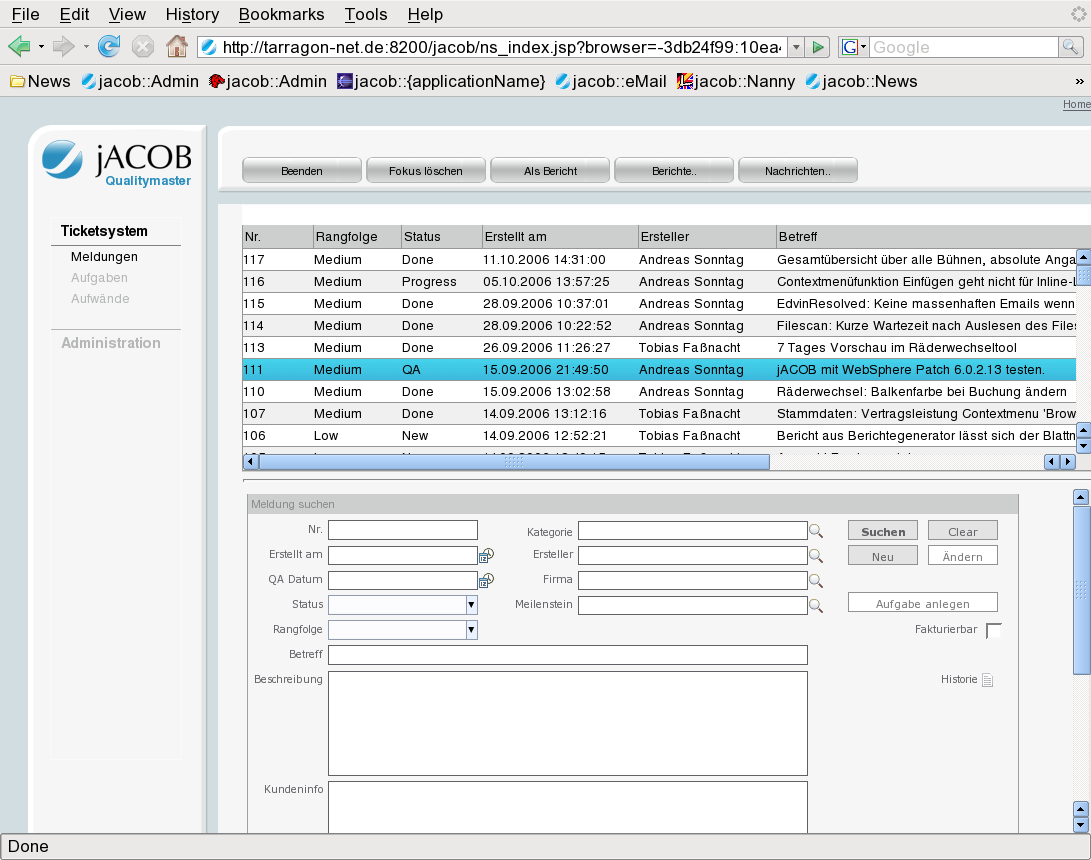 File Edit View History Bookmarks Tools Help
http://tarragon-net.de:8200/jacob/ns_index.jsp?browser=-3db24f99:10ea4 G Google
News jacob::Admin jacob::Admin jacob::{applicationName} jacob::eMail jacob::Nanny jacob::News »
Home
jACOB
Qualitymaster
Beenden Fokus löschen Als Bericht Berichte.. Nachrichten..
Ticketsystem
Meldungen
Aufgaben
Aufwände
Administration
Nr. Rangfolge Status Erstellt am Ersteller Betreff
117 Medium Done 11.10.2006 14:31:00 Andreas Sonntag Gesamtübersicht über alle Bühnen, absolute Anga
116 Medium Progress 05.10.2006 13:57:25 Andreas Sonntag Contextmenüfunktion Einfügen geht nicht für Inline-L
115 Medium Done 28.09.2006 10:37:01 Andreas Sonntag EdvinResolved: Keine massenhaften Emails wenn
114 Medium Done 28.09.2006 10:22:52 Andreas Sonntag Filescan: Kurze Wartezeit nach Auslesen des Files
113 Medium Done 26.09.2006 11:26:27 Tobias Faßnacht 7 Tages Vorschau im Räderwechseltool
111 Medium QA 15.09.2006 21:49:50 Andreas Sonntag jACOB mit WebSphere Patch 6.0.2.13 testen.
110 Medium Done 15.09.2006 13:02:58 Andreas Sonntag Räderwechsel: Balkenfarbe bei Buchung ändern
107 Medium Done 14.09.2006 13:12:16 Tobias Faßnacht Stammdaten: Vertragsleistung Contextmenu 'Brow
106 Low New 14.09.2006 12:52:21 Tobias Faßnacht Bericht aus Berichtegenerator lässt sich der Blattn
Meldung suchen
Nr. Kategorie Suchen Clear
Erstellt am Ersteller Neu Ändern
QA Datum Firma
Status Meilenstein Aufgabe anlegen
Rangfolge Fakturierbar
Betreff
Beschreibung Historie
Kundeninfo
Done